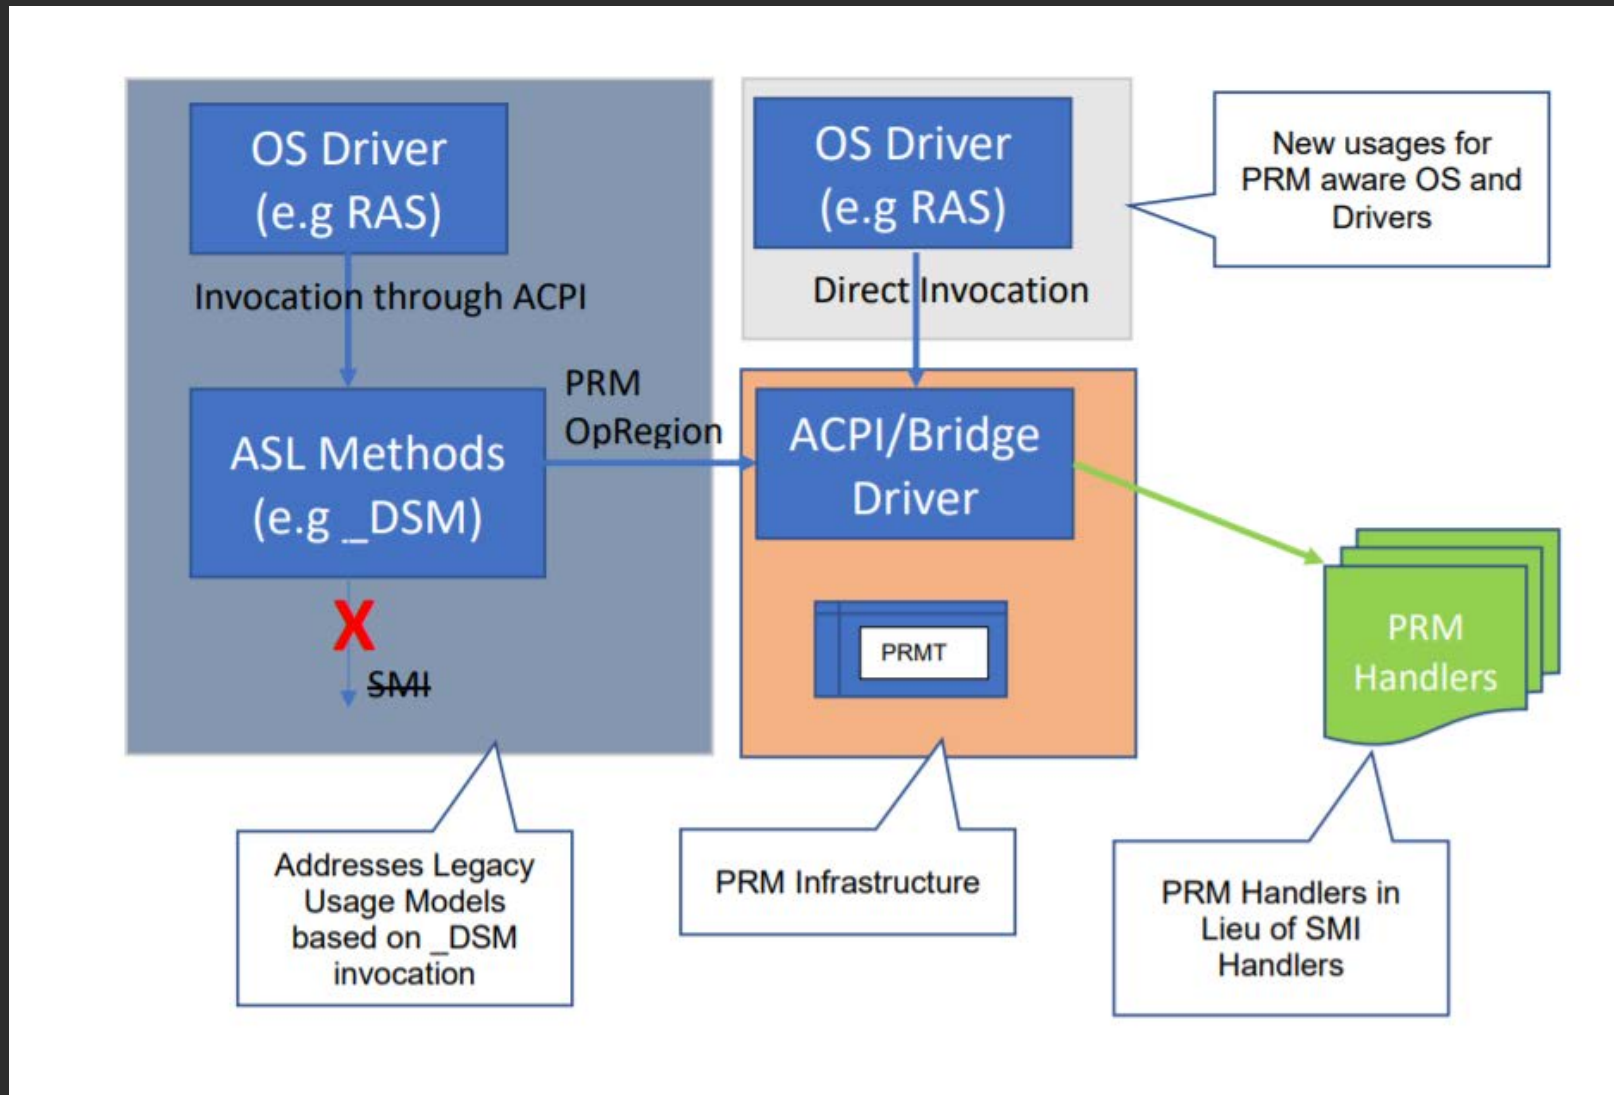 OS Driver
(e.g RAS)
Invocation through ACPI
ASL Methods
(e.g _DSM)
X
SMI
PRM
OpRegion
OS Driver
(e.g RAS)
Direct Invocation
ACPI/Bridge
Driver
PRMT
New usages for
PRM aware OS and
Drivers
PRM
Handlers
Addresses Legacy
Usage Models
based on _DSM
invocation
PRM Infrastructure
PRM Handlers in
Lieu of SMI
Handlers